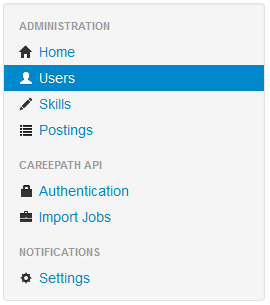 ADMINISTRATION
Home
Users
Skills
Postings
CAREEPATH API
Authentication
Import Jobs
NOTIFICATIONS
Settings